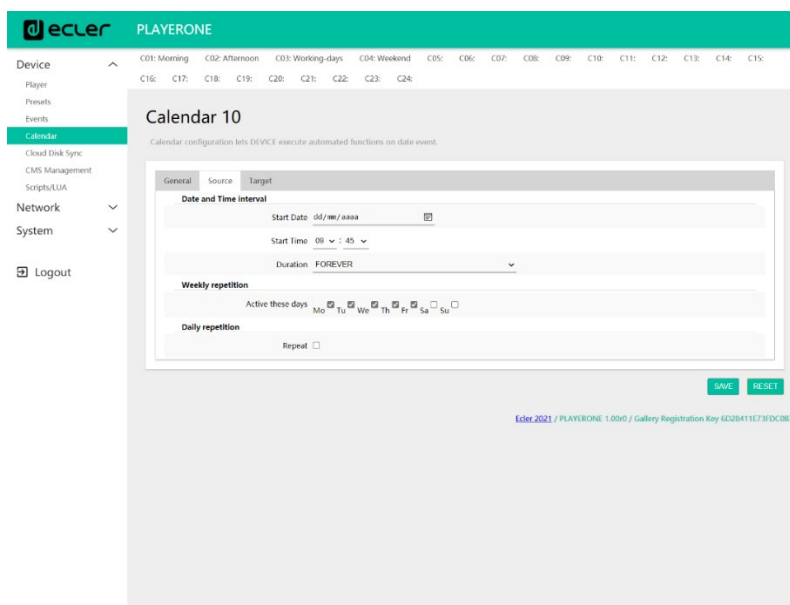 ecler
PLAYERONE
Device
Player
Presets
Events
Calendar
Cloud Disk Sync
CMS Management
Scripts/LUA
Network
System
Logout
C01: Morning C02: Afternoon C03: Working-days C04: Weekend C05: C06: C07: C08: C09: C10: C11: C12: C13: C14: C15:
C16: C17: C18: C19: C20: C21: C22: C23: C24:
Calendar 10
Calendar configuration lets DEVICE execute automated functions on date event.
General Source Target
Date and Time interval
Start Date dd/mm/aaaa
Start Time 09 : 45
Duration FOREVER
Weekly repetition
Active these days Mo Tu We Th Fr Sa Su
Daily repetition
Repeat
SAVE RESET
Ecler 2021 / PLAYERONE 1.00r0 / Gallery Registration Key